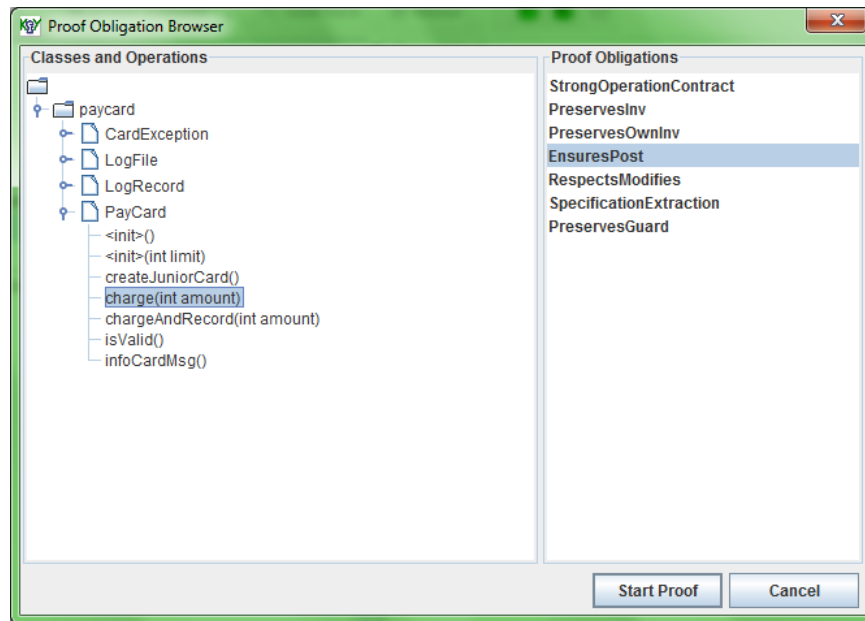 KeY Proof Obligation Browser
Classes and Operations
paycard
CardException
LogFile
LogRecord
PayCard
<init>()
<init>(int limit)
createJuniorCard()
charge(int amount)
chargeAndRecord(int amount)
isValid()
infoCardMsg()
Proof Obligations
StrongOperationContract
PreservesInv
PreservesOwnInv
EnsuresPost
RespectsModifies
SpecificationExtraction
PreservesGuard
Start Proof
Cancel